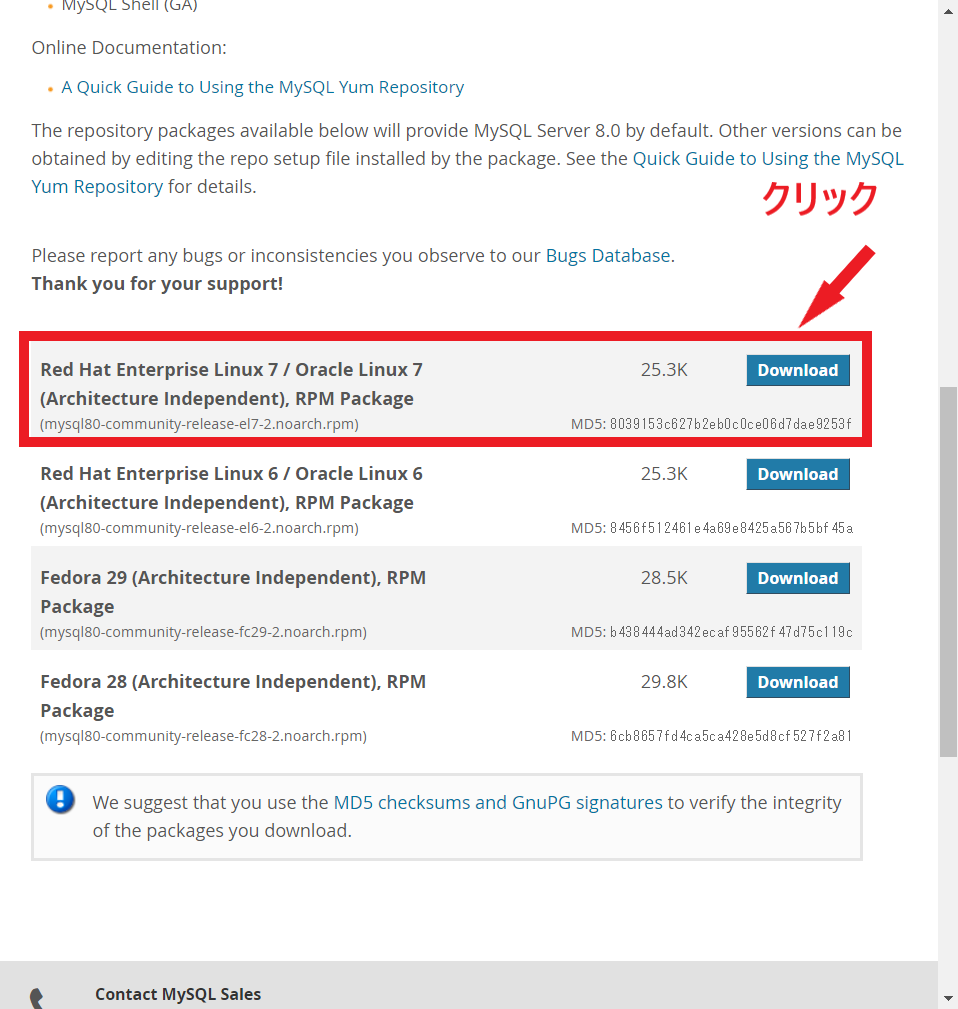 MySQL Shell (GA)
Online Documentation:
A Quick Guide to Using the MySQL Yum Repository
The repository packages available below will provide MySQL Server 8.0 by default. Other versions can be
obtained by editing the repo setup file installed by the package. See the Quick Guide to Using the MySQL
Yum Repository for details.
クリック
Please report any bugs or inconsistencies you observe to our Bugs Database.
Thank you for your support!
Red Hat Enterprise Linux 7 / Oracle Linux 7 25.3K Download
(Architecture Independent), RPM Package
(mysql80-community-release-el7-2.noarch.rpm) MD5: 8039153c627b2eb0c0ce06d7dae9253f
Red Hat Enterprise Linux 6 / Oracle Linux 6 25.3K Download
(Architecture Independent), RPM Package
(mysql80-community-release-el6-2.noarch.rpm) MD5: 8456f512461e4a69e8425a567b5bf45a
Fedora 29 (Architecture Independent), RPM 28.5K Download
Package
(mysql80-community-release-fc29-2.noarch.rpm) MD5: b438444ad342ecaf95562f47d75c119c
Fedora 28 (Architecture Independent), RPM 29.8K Download
Package
(mysql80-community-release-fc28-2.noarch.rpm) MD5: 6cb8657fd4ca5ca428e5d8cf527f2a81
We suggest that you use the MD5 checksums and GnuPG signatures to verify the integrity
of the packages you download.
Contact MySQL Sales